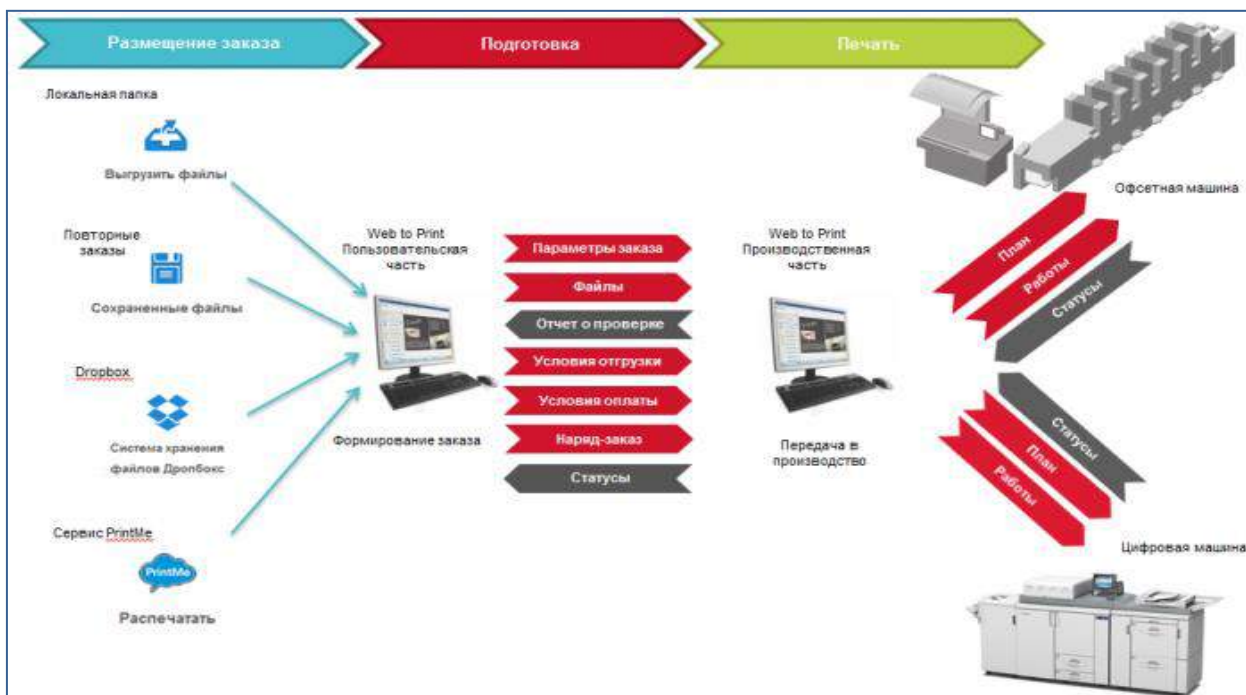 Размещение заказа
Подготовка
Печать
Локальная папка
Выгрузить файлы
Повторные
заказы
Сохраненные файлы
Dropbox
Система хранения
файлов Дропбокс
Сервис PrintMe
PrintMe
Распечатать
Web to Print
Пользовательская
часть
Формирование заказа
Параметры заказа
Файлы
Отчет о проверке
Условия отгрузки
Условия оплаты
Наряд-заказ
Статусы
Web to Print
Производственная
часть
Передача в
производство
Офсетная машина
План
Работы
Статусы
Статусы
План
Работы
Цифровая машина